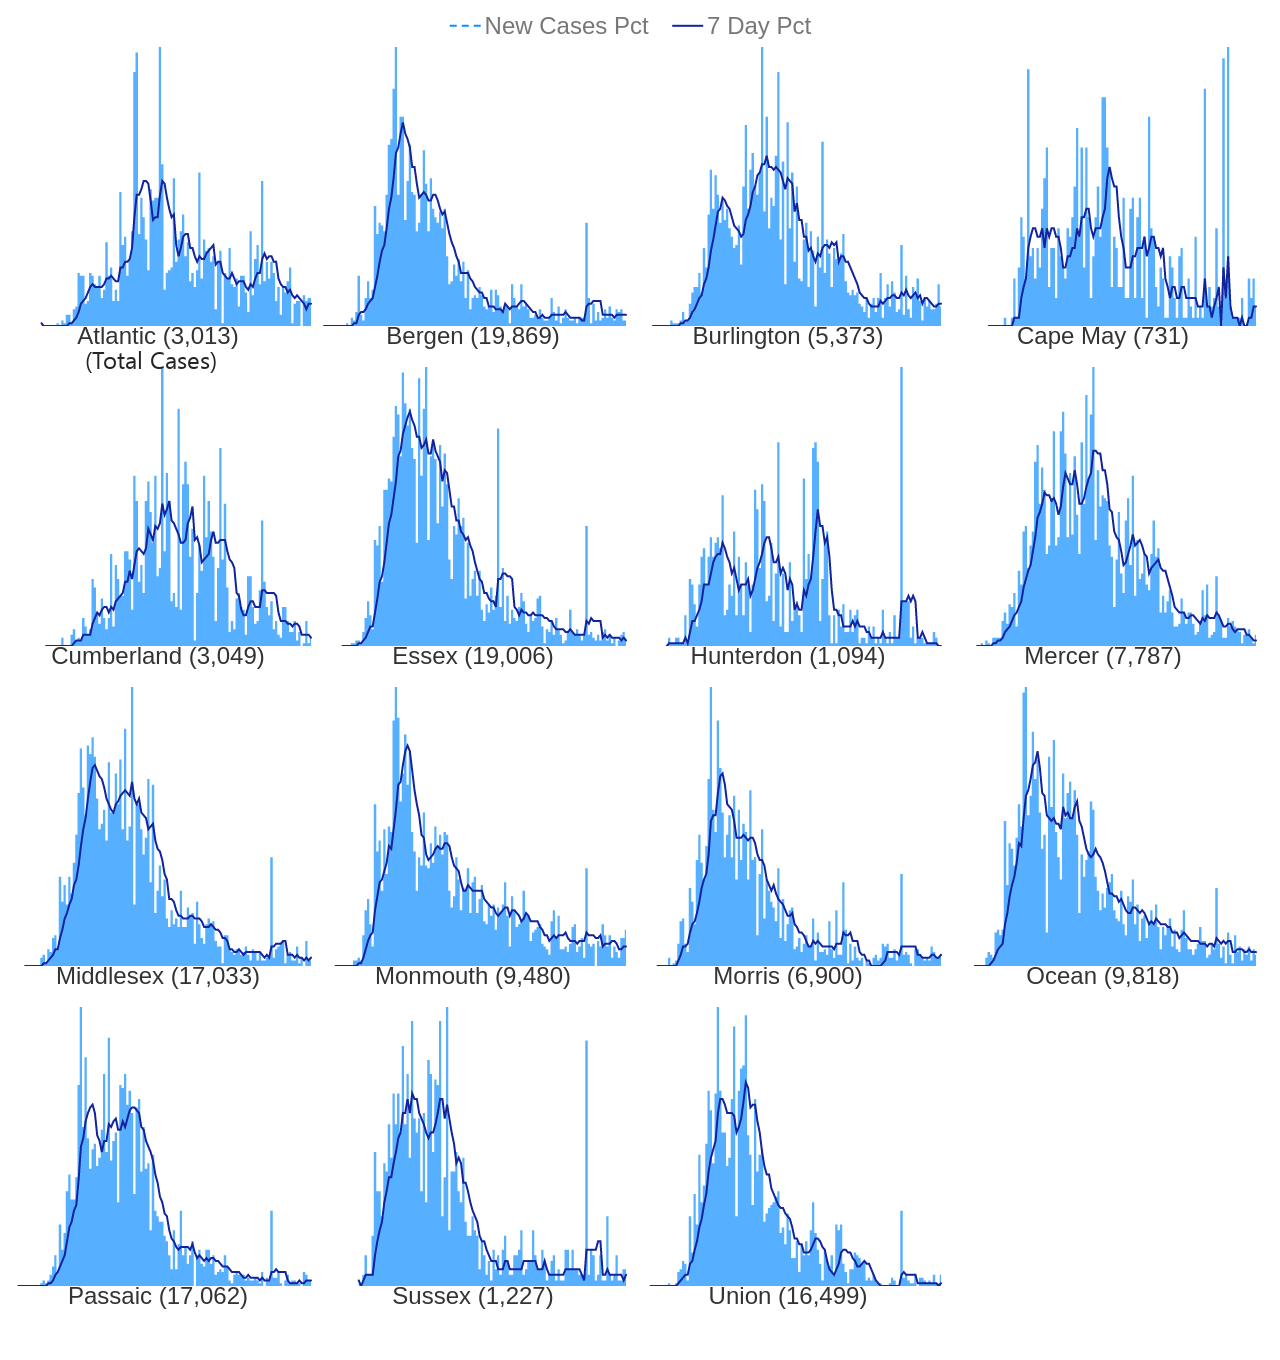 New Cases Pct 7 Day Pct
Atlantic (3,013) Bergen (19,869) Burlington (5,373) Cape May (731)
(Total Cases)
Cumberland (3,049) Essex (19,006) Hunterdon (1,094) Mercer (7,787)
Middlesex (17,033) Monmouth (9,480) Morris (6,900) Ocean (9,818)
Passaic (17,062) Sussex (1,227) Union (16,499)